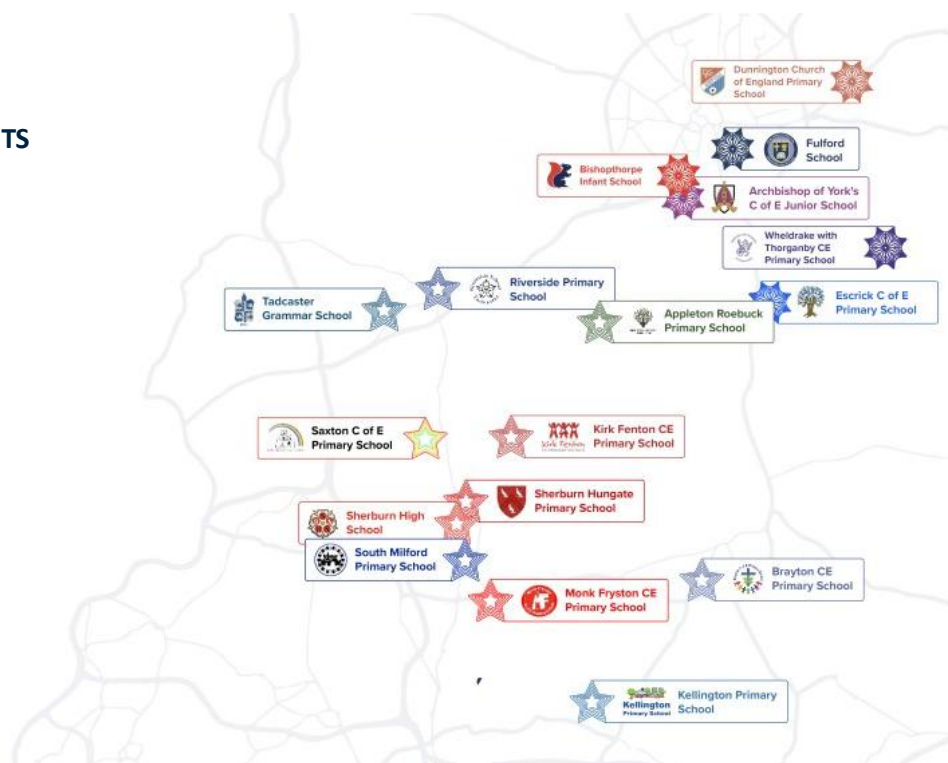 TS
Dunnington Church
of England Primary
School
Fulford
School
Bishopthorpe
Infant School
Archbishop of York's
C of E Junior School
Wheldrake with
Thorganby CE
Primary School
Riverside Primary
School
Tadcaster
Grammar School
Escrick C of E
Primary School
Appleton Roebuck
Primary School
Saxton C of E
Primary School
Kirk Fenton
Kirk Fenton CE
Primary School
Sherburn Hungate
Primary School
Sherburn High
School
South Milford
Primary School
Brayton CE
Primary School
MF
Monk Fryston CE
Primary School
Kellington
Primary School
Kellington Primary
School